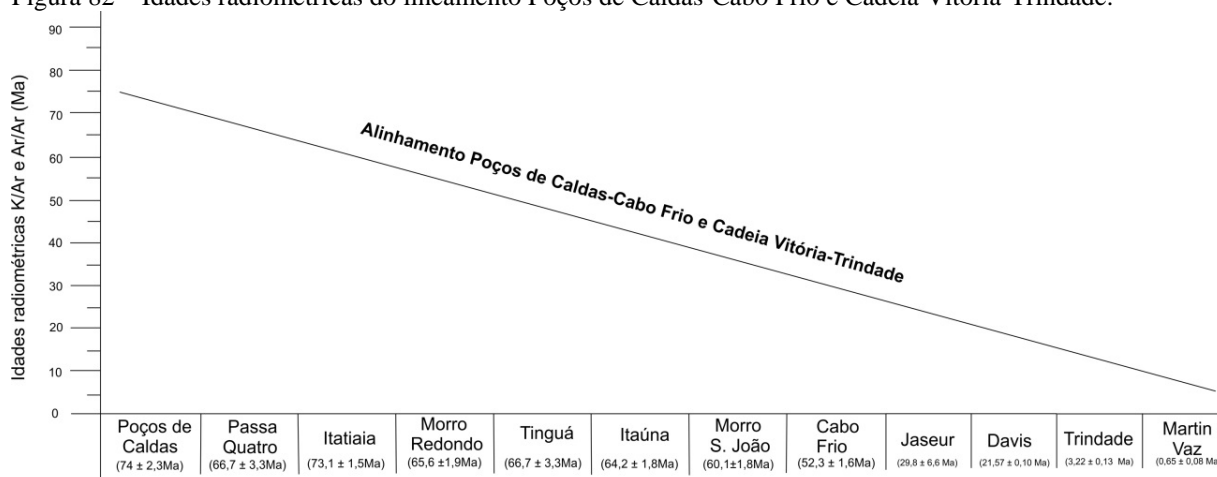 Figura 82 – Idades radiométricas do lineamento Poços de Caldas-Cabo Frio e Cadeia Vitória-Trindade.
Idades radiométricas K/Ar e Ar/Ar (Ma)
90
80
70
60
50
40
30
20
10
0
Alinhamento Poços de Caldas-Cabo Frio e Cadeia Vitória-Trindade
Poços de
Caldas
(74 ± 2,3Ma)
Passa
Quatro
(66,7 ± 3,3Ma)
Itatiaia
(73,1 ± 1,5Ma)
Morro
Redondo
(65,6 ±1,9Ma)
Tinguá
(66,7 ± 3,3Ma)
Itaúna
(64,2 ± 1,8Ma)
Morro
S. João
(60,1±1,8Ma)
Cabo
Frio
(52,3 ± 1,6Ma)
Jaseur
(29,8 ± 6,6 Ma)
Davis
(21,57 ± 0,10 Ma)
Trindade
(3,22 ± 0,13 Ma)
Martin
Vaz
(0,65 ± 0,08 Ma